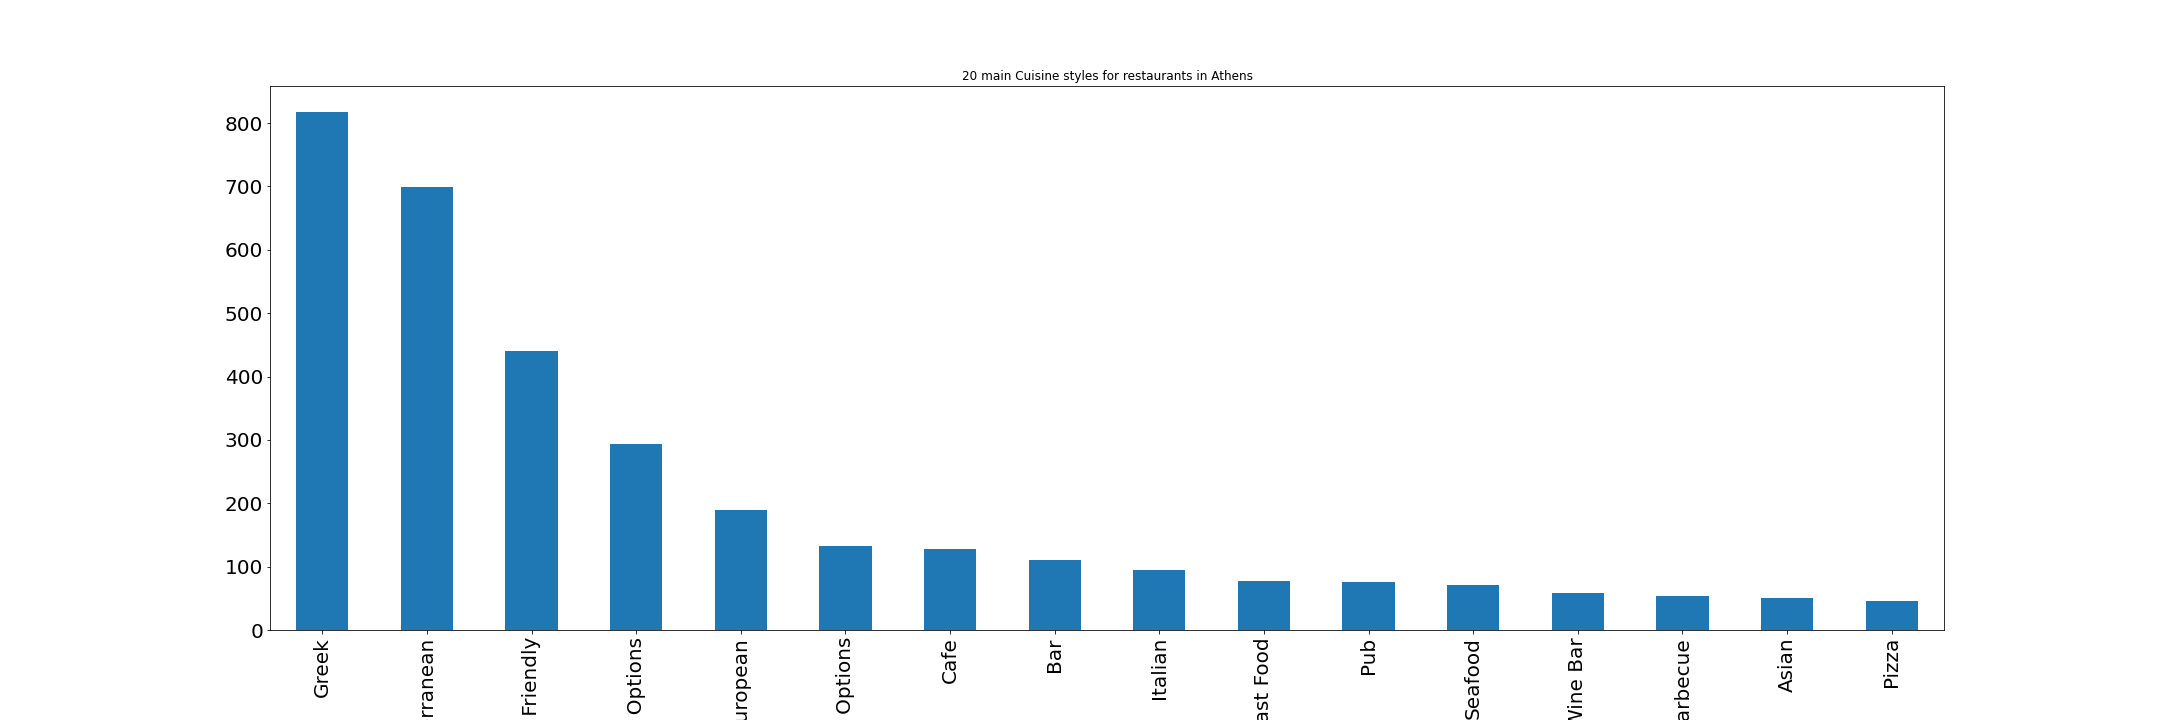 20 main Cuisine styles for restaurants in Athens
800
700
600
500
400
300
200
100
0
Greek
rranean
Friendly
Options
uropean
Options
Cafe
Bar
Italian
ast Food
Pub
Seafood
Wine Bar
arbecue
Asian
Pizza